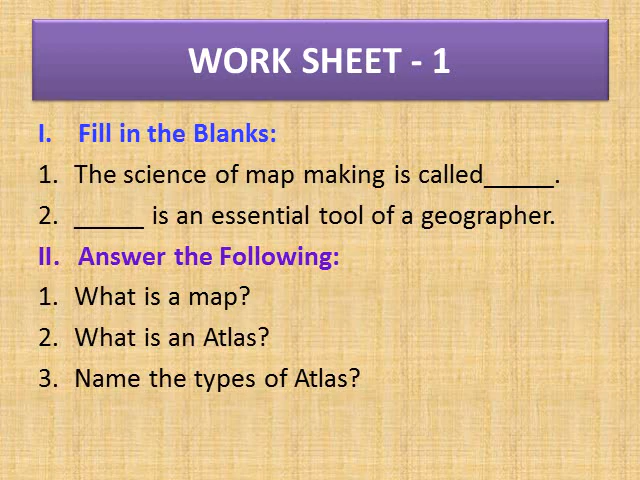 WORK SHEET - 1
I. Fill in the Blanks:
1. The science of map making is called_____.
2. _____ is an essential tool of a geographer.
II. Answer the Following:
1. What is a map?
2. What is an Atlas?
3. Name the types of Atlas?